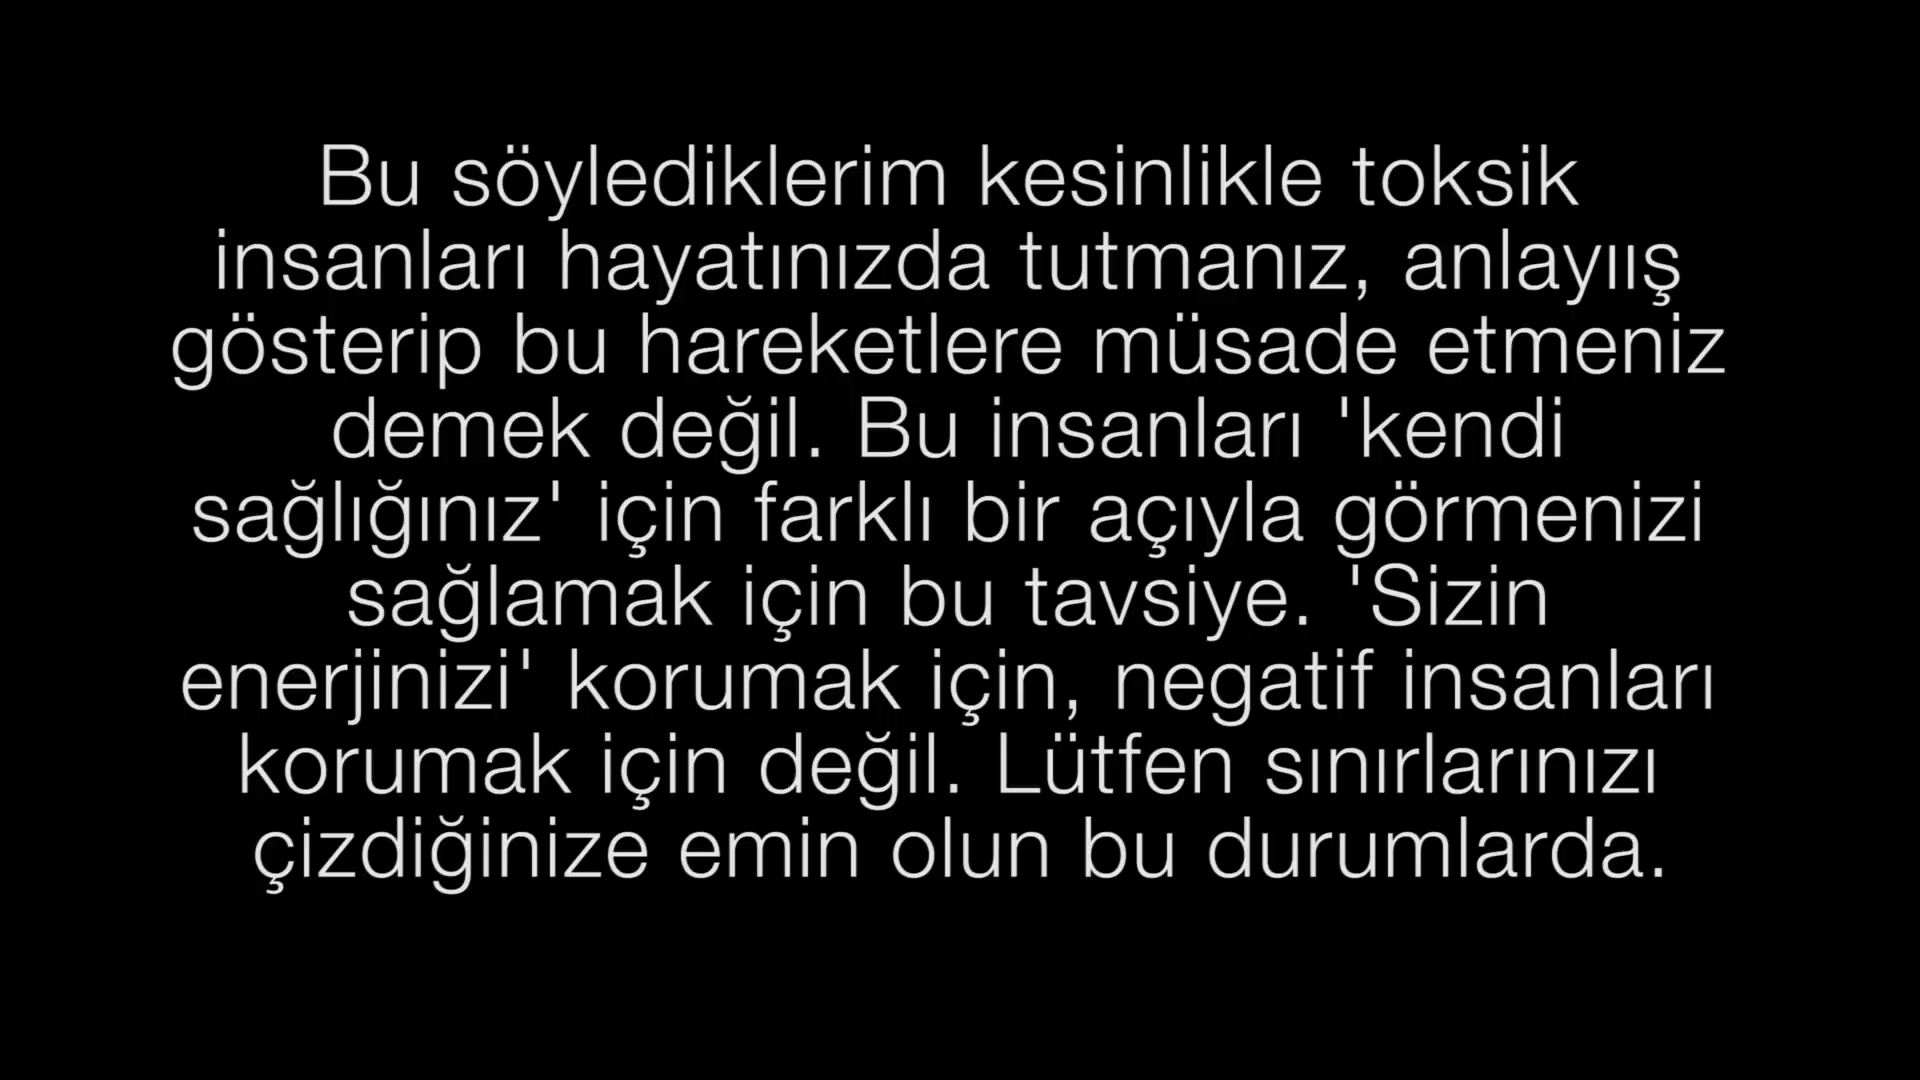 Bu söylediklerim kesinlikle toksik
insanları hayatınızda tutmanız, anlayıış
gösterip bu hareketlere müsade etmeniz
demek değil. Bu insanları 'kendi
sağlığınız' için farklı bir açıyla görmenizi
sağlamak için bu tavsiye. 'Sizin
enerjinizi' korumak için, negatif insanları
korumak için değil. Lütfen sınırlarınızı
çizdiğinize emin olun bu durumlarda.